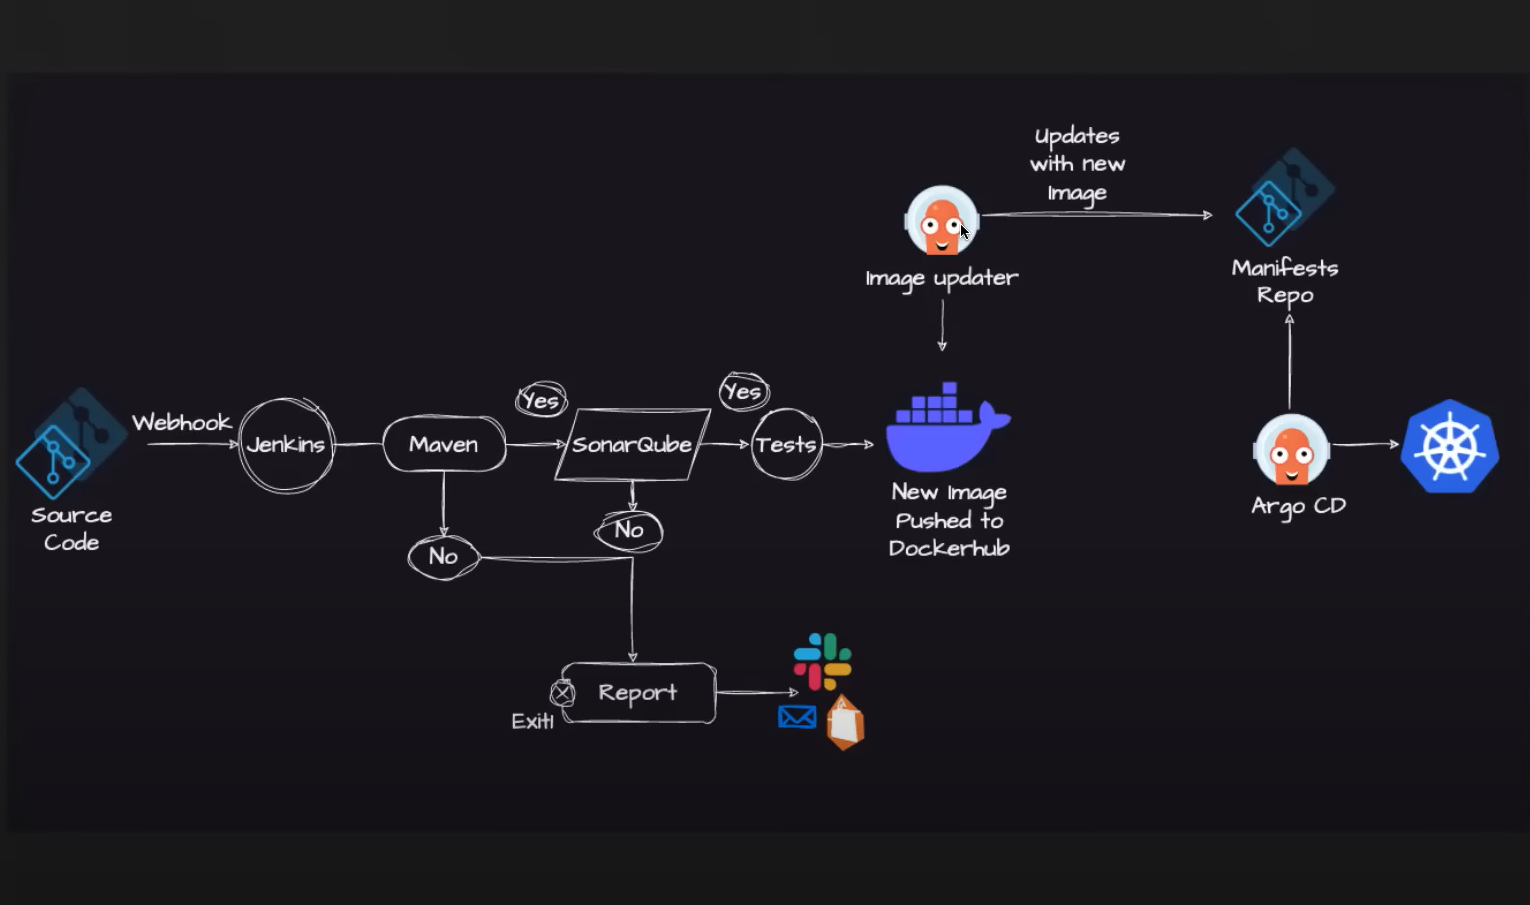 Updates
with new
Image
Image updater
Manifests
Repo
Webhook
Jenkins
Maven
Yes
SonarQube
Yes
Tests
Source
Code
No
No
New Image
Pushed to
Dockerhub
Argo CD
Report
Exit!